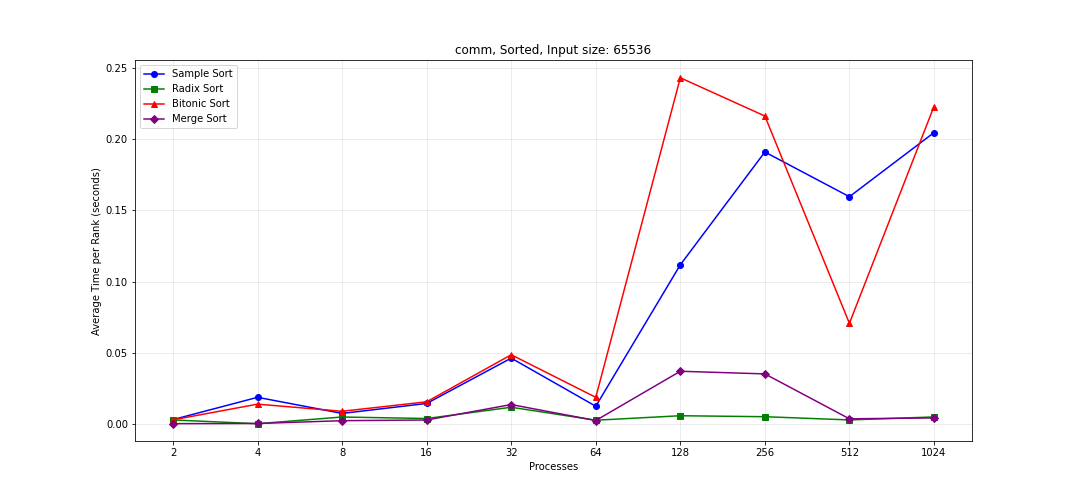 comm, Sorted, Input size: 65536
Sample Sort
Radix Sort
Bitonic Sort
Merge Sort
Average Time per Rank (seconds)
0.25
0.20
0.15
0.10
0.05
0.00
2 4 8 16 32 64 128 256 512 1024
Processes